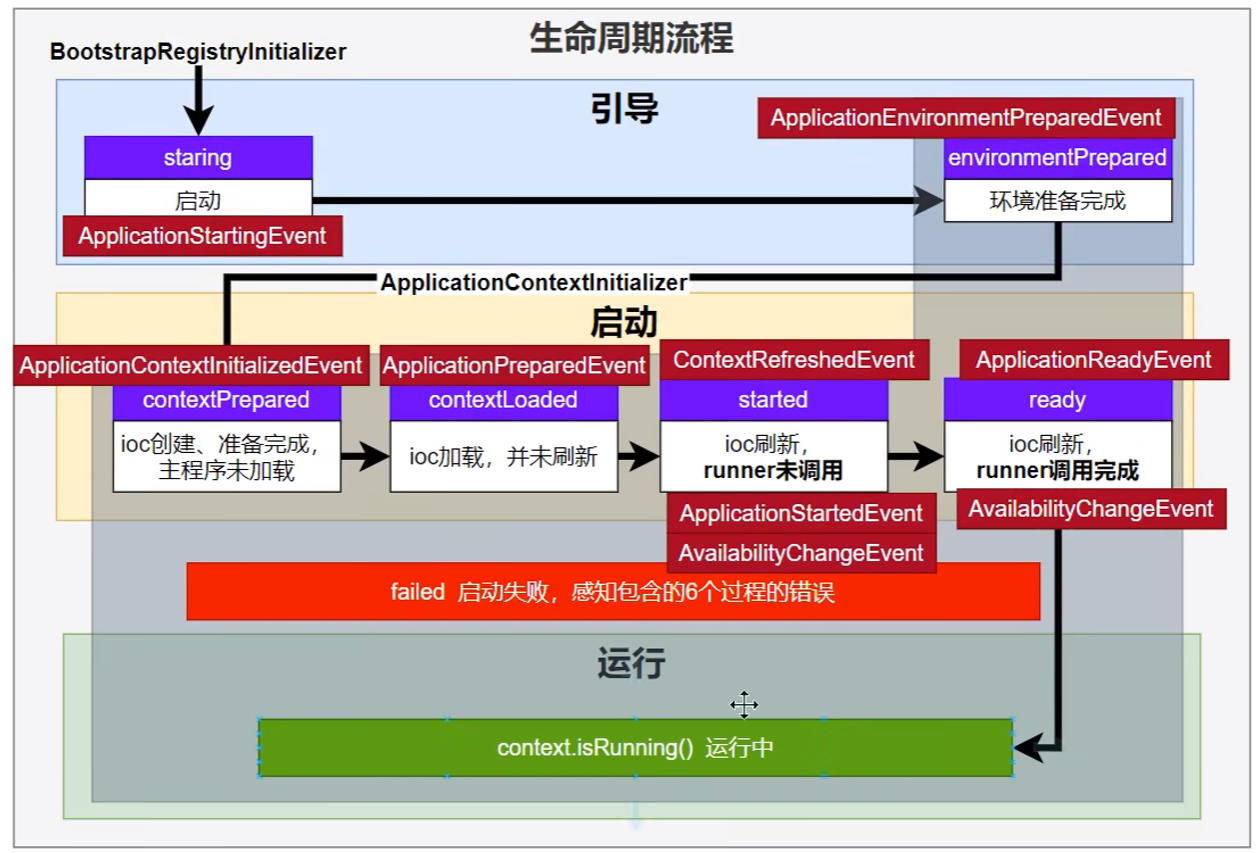 生命周期流程
BootstrapRegistryInitializer
引导
ApplicationEnvironmentPreparedEvent
staring
environmentPrepared
启动
环境准备完成
ApplicationStartingEvent
ApplicationContextInitializer
启动
ApplicationContextInitializedEvent
ApplicationPreparedEvent
ContextRefreshedEvent
ApplicationReadyEvent
contextPrepared
contextLoaded
started
ready
ioc创建、准备完成，
主程序未加载
ioc加载，并未刷新
ioc刷新，
runner未调用
ioc刷新，
runner调用完成
ApplicationStartedEvent
AvailabilityChangeEvent
AvailabilityChangeEvent
failed 启动失败，感知包含的6个过程的错误
运行
context.isRunning() 运行中